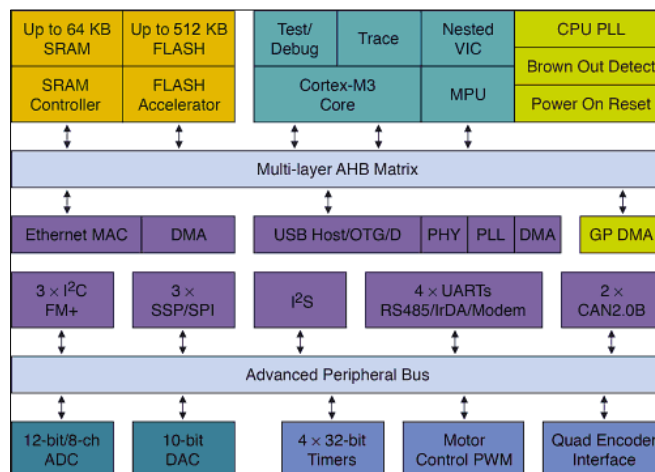 Up to 64 KB
SRAM
Up to 512 KB
FLASH
Test/
Debug
Trace
Nested
VIC
CPU PLL
Brown Out Detect
Power On Reset
SRAM
Controller
FLASH
Accelerator
Cortex-M3
Core
MPU
Multi-layer AHB Matrix
Ethernet MAC
DMA
USB Host/OTG/D
PHY
PLL
DMA
GP DMA
3 × I²C
FM+
3 ×
SSP/SPI
I²S
4 × UARTs
RS485/IrDA/Modem
2 ×
CAN2.0B
Advanced Peripheral Bus
12-bit/8-ch
ADC
10-bit
DAC
4 × 32-bit
Timers
Motor
Control PWM
Quad Encoder
Interface